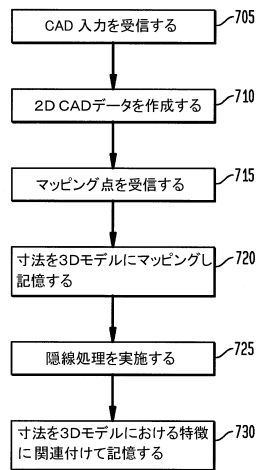 CAD 入力を受信する
705
2D CADデータを作成する
710
マッピング点を受信する
715
寸法を3Dモデルにマッピングし
記憶する
720
隠線処理を実施する
725
寸法を3Dモデルにおける特徴
に関連付けて記憶する
730